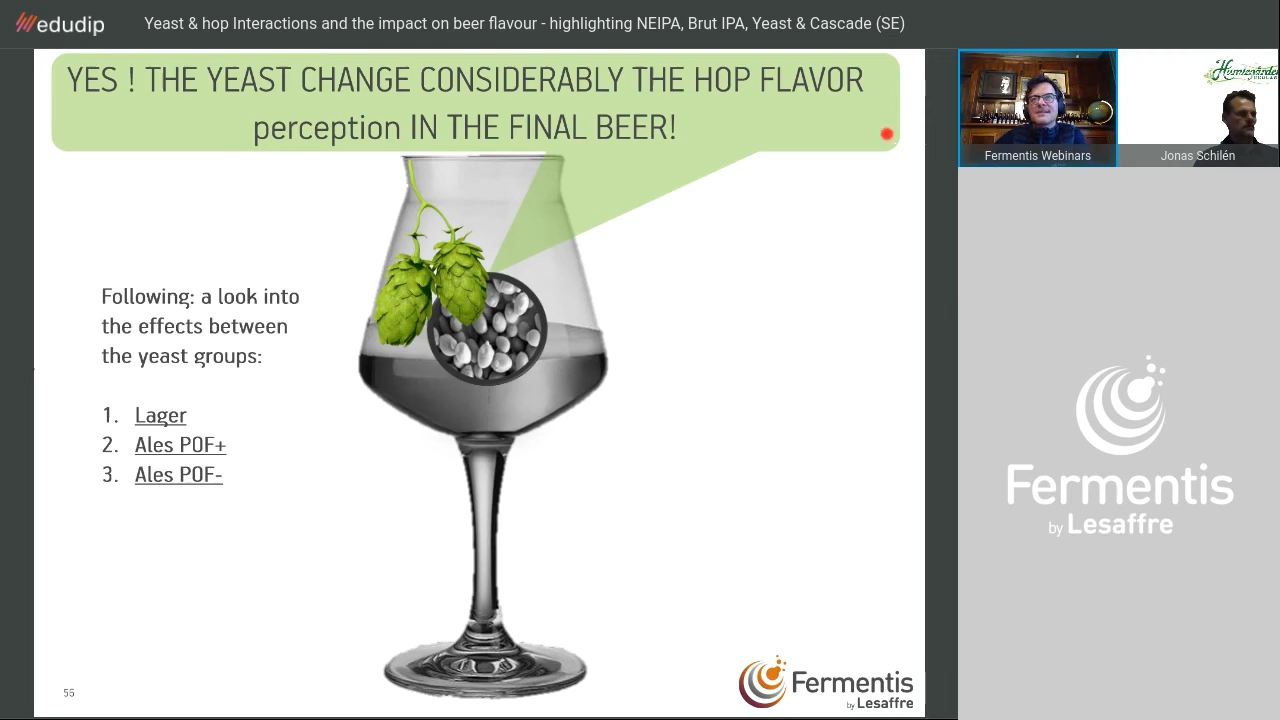 edudip
Yeast & hop Interactions and the impact on beer flavour - highlighting NEIPA, Brut IPA, Yeast & Cascade (SE)
YES ! THE YEAST CHANGE CONSIDERABLY THE HOP FLAVOR
perception IN THE FINAL BEER!
Following: a look into
the effects between
the yeast groups:
1. Lager
2. Ales POF+
3. Ales POF-
55
Fermentis
by Lesaffre
Fermentis Webinars
Jonas Schilén
Fermentis
by Lesaffre